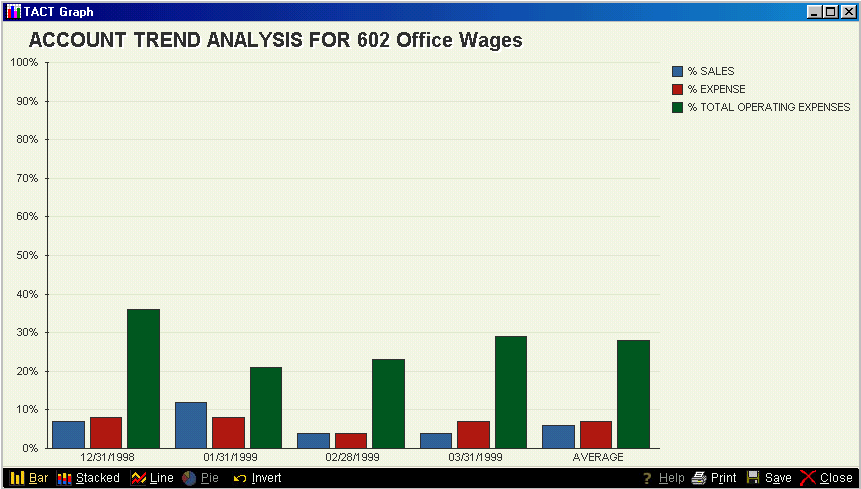 TACT Graph
ACCOUNT TREND ANALYSIS FOR 602 Office Wages
100%
90%
80%
70%
60%
50%
40%
30%
20%
10%
0%
12/31/1998 01/31/1999 02/28/1999 03/31/1999 AVERAGE
% SALES
% EXPENSE
% TOTAL OPERATING EXPENSES
Bar Stacked Line Pie Invert ? Help Print Save Close